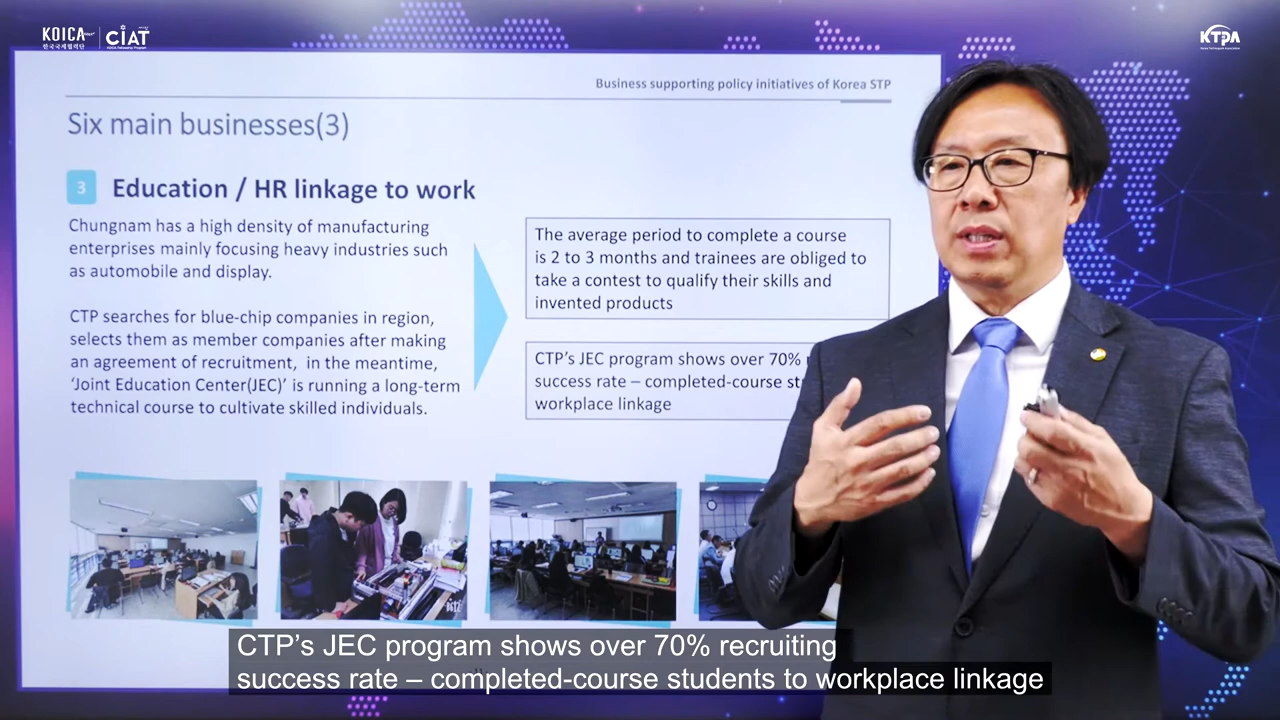 KOICA
한국국제협력단
CIAT
KOICA Fellowship Program
KTPA
Korea Technopark Association
Business supporting policy initiatives of Korea STP
Six main businesses(3)
3 Education / HR linkage to work
Chungnam has a high density of manufacturing
enterprises mainly focusing heavy industries such
as automobile and display.
CTP searches for blue-chip companies in region,
selects them as member companies after making
an agreement of recruitment, in the meantime,
‘Joint Education Center(JEC)’ is running a long-term
technical course to cultivate skilled individuals.
The average period to complete a course
is 2 to 3 months and trainees are obliged to
take a contest to qualify their skills and
invented products
CTP’s JEC program shows over 70%
success rate – completed-course
workplace linkage
CTP’s JEC program shows over 70% recruiting
success rate – completed-course students to workplace linkage